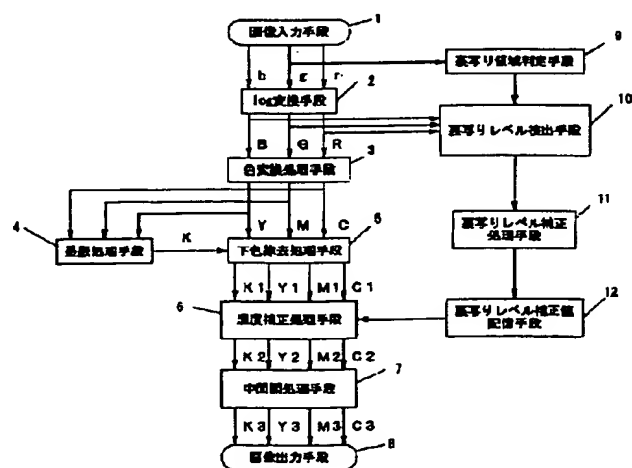 1
画像入力手段
b g r
2
log変換手段
B G R
3
色変換処理手段
4
墨版処理手段
K
Y M C
5
下色除去処理手段
K1 Y1 M1 C1
6
濃度補正処理手段
K2 Y2 M2 C2
7
中間調処理手段
K3 Y3 M3 C3
8
画像出力手段
9
裏写り値域判定手段
10
裏写りレベル検出手段
11
裏写りレベル補正
処理手段
12
裏写りレベル補正値
記憶手段